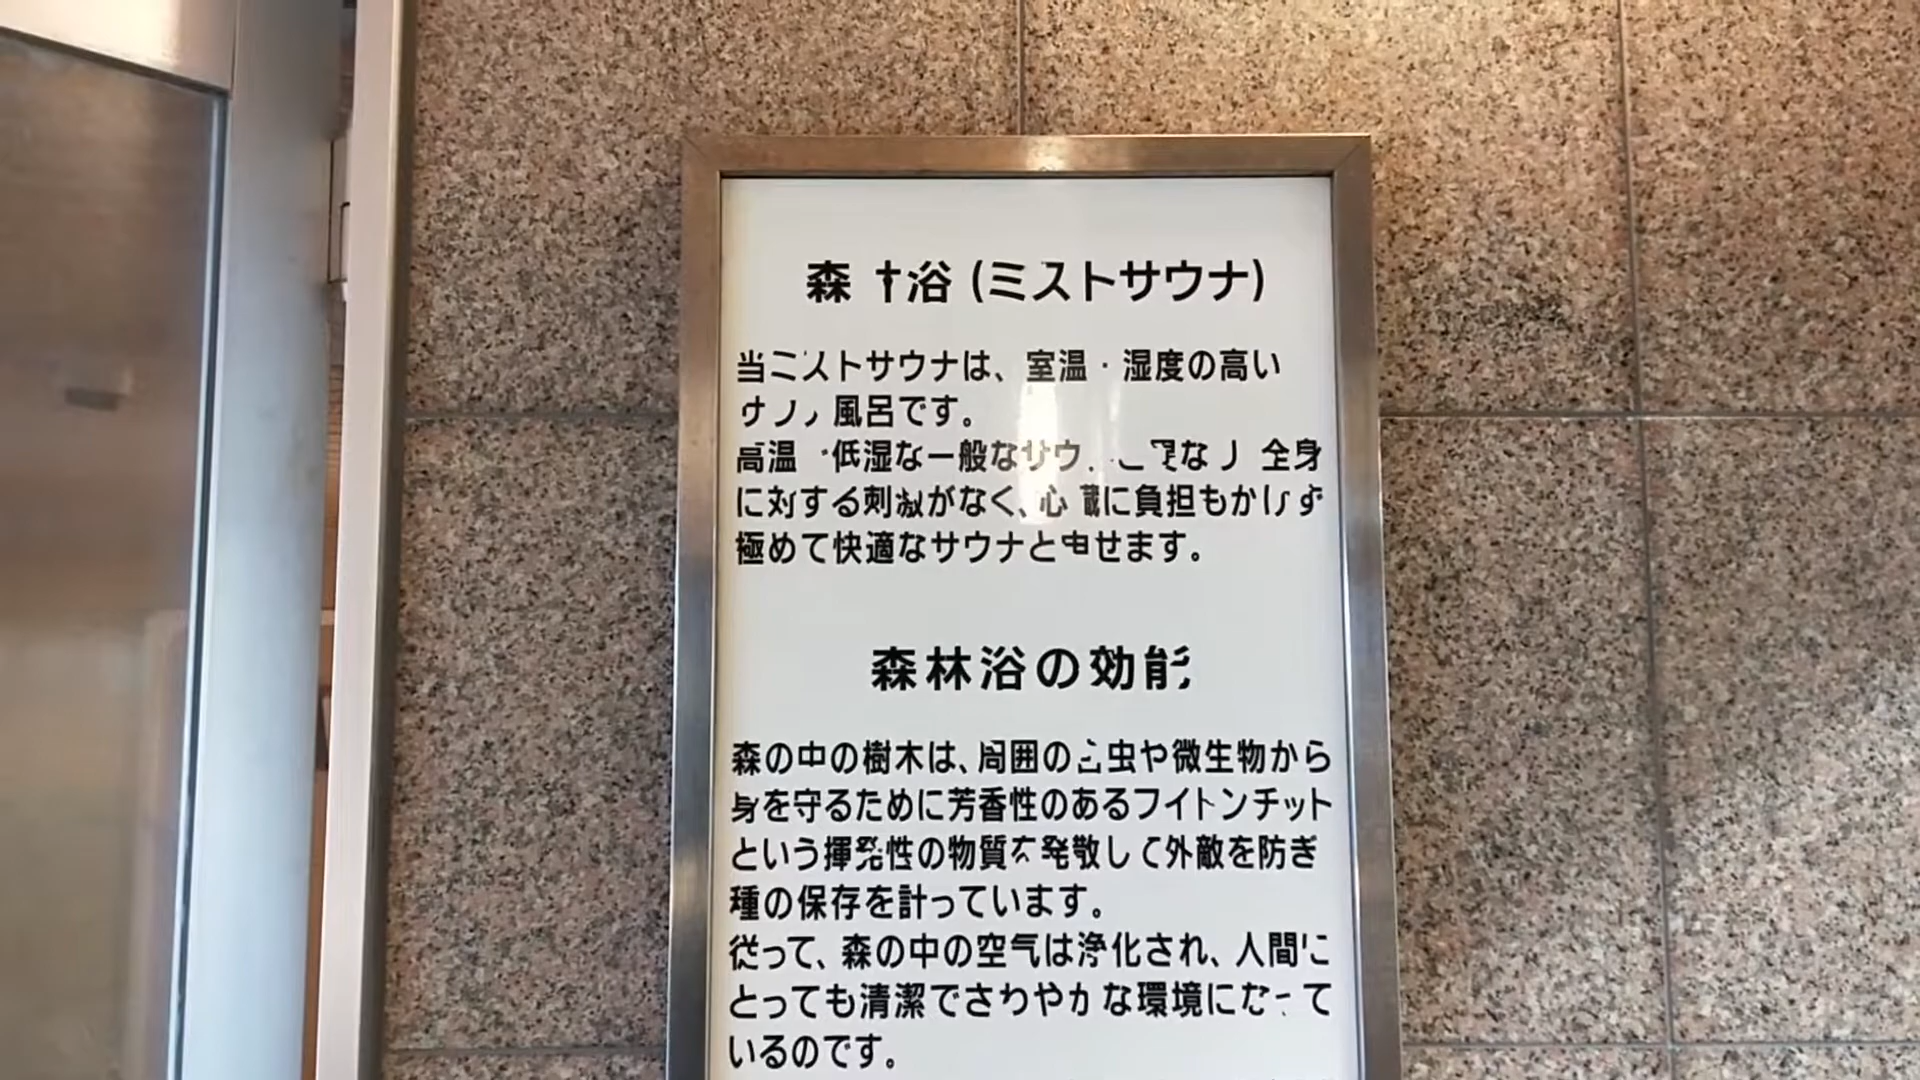 森 浴 (ミストサウナ)
当ミストサウナは、室温・湿度の高い
風呂です。
高温・低湿な一般なサウ な 全身
に対する刺激がなく、心臓に負担もかけず
極めて快適なサウナと申せます。
森林浴の効能
森の中の樹木は、周囲の 虫や微生物から
身を守るために芳香性のあるフイトンチット
という揮発性の物質を発散して外敵を防ぎ
種の保存を計っています。
従って、森の中の空気は浄化され、人間に
とっても清潔でさわやかな環境になって
いるのです。